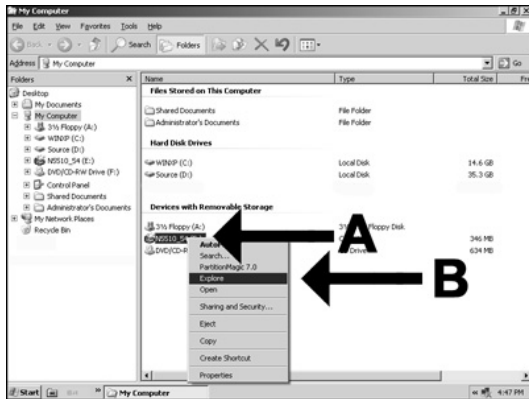 My Computer
File Edit View Favorites Tools Help
Back Search Folders
Address My Computer Go
Folders
Desktop
My Documents
My Computer
3½ Floppy (A:)
WINXP (C:)
Source (D:)
NSS10_S4 (E:)
DVD/CD-RW Drive (F:)
Control Panel
Shared Documents
Administrator's Documents
My Network Places
Recycle Bin
Name Type Total Size
Files Stored on This Computer
Shared Documents File Folder
Administrator's Documents File Folder
Hard Disk Drives
WINXP (C:) Local Disk 14.6 GB
Source (D:) Local Disk 35.3 GB
Devices with Removable Storage
3½ Floppy (A:) Floppy Disk
346 MB
634 MB
A
Search...
PartitionMagic 7.0
Explore
Open
Sharing and Security...
Eject
Copy
Create Shortcut
Properties
B
Start My Computer 4:47 PM